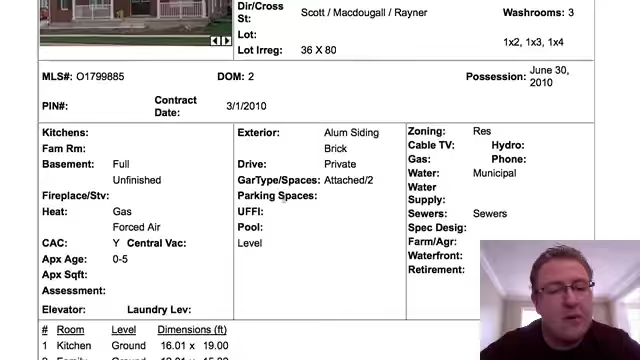 Dir/Cross St: Scott / Macdougall / Rayner
Washrooms: 3
Lot:
Lot Irreg: 36 X 80
1x2, 1x3, 1x4
MLS#: O1799885 DOM: 2 Possession: June 30, 2010
PIN#: Contract Date: 3/1/2010
Kitchens:
Fam Rm:
Basement: Full
Unfinished
Fireplace/Stv:
Heat: Gas
Forced Air
CAC: Y Central Vac:
Apx Age: 0-5
Apx Sqft:
Assessment:
Elevator: Laundry Lev:
Exterior: Alum Siding
Brick
Drive: Private
GarType/Spaces: Attached/2
Parking Spaces:
UFFI:
Pool:
Level
Zoning: Res
Cable TV: Hydro:
Gas: Phone:
Water: Municipal
Water
Supply:
Sewers: Sewers
Spec Desig:
Farm/Agr:
Waterfront:
Retirement:
# Room Level Dimensions (ft)
1 Kitchen Ground 16.01 x 19.00